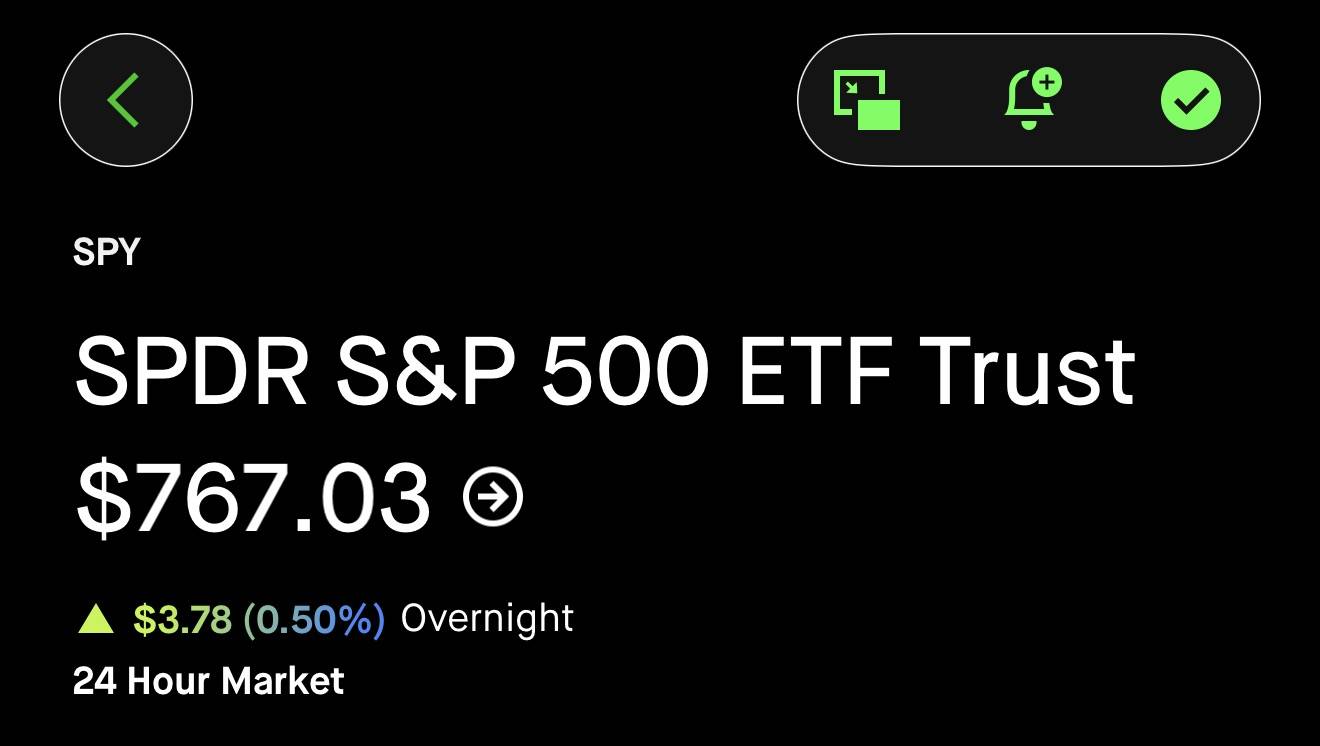 SPY
SPDR S&P 500 ETF Trust
$767.03
$3.78 (0.50%) Overnight
24 Hour Market